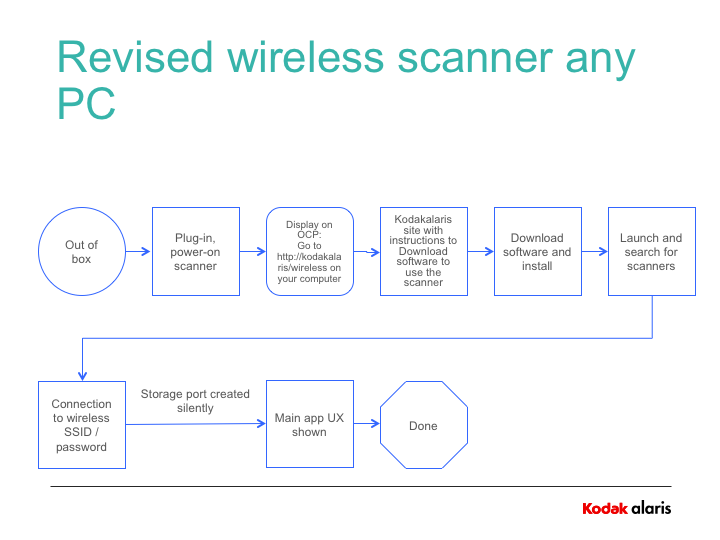 Revised wireless scanner any
PC
Out of
box
Plug-in,
power-on
scanner
Display on
OCP:
Go to
http://kodakala
ris/wireless on
your computer
Kodakalaris
site with
instructions to
Download
software to
use the
scanner
Download
software and
install
Launch and
search for
scanners
Connection
to wireless
SSID /
password
Storage port created
silently
Main app UX
shown
Done
Kodak alaris